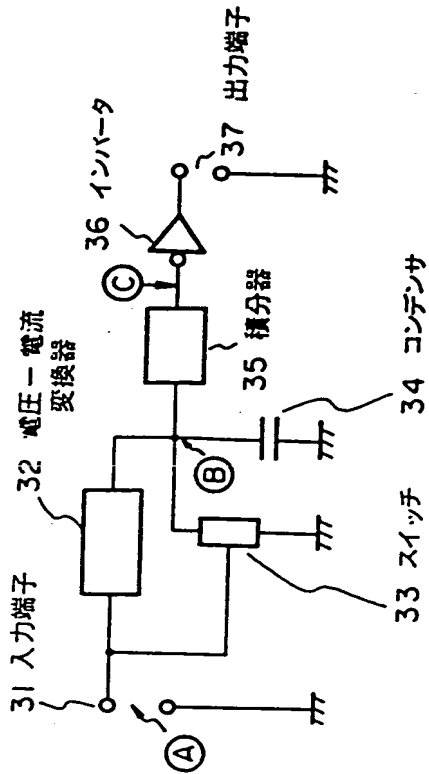 31 入力端子
32 電圧ー電流
変換器
33 スイッチ
34 コンデンサ
35 積分器
36 インバータ
37 出力端子
A
B
C